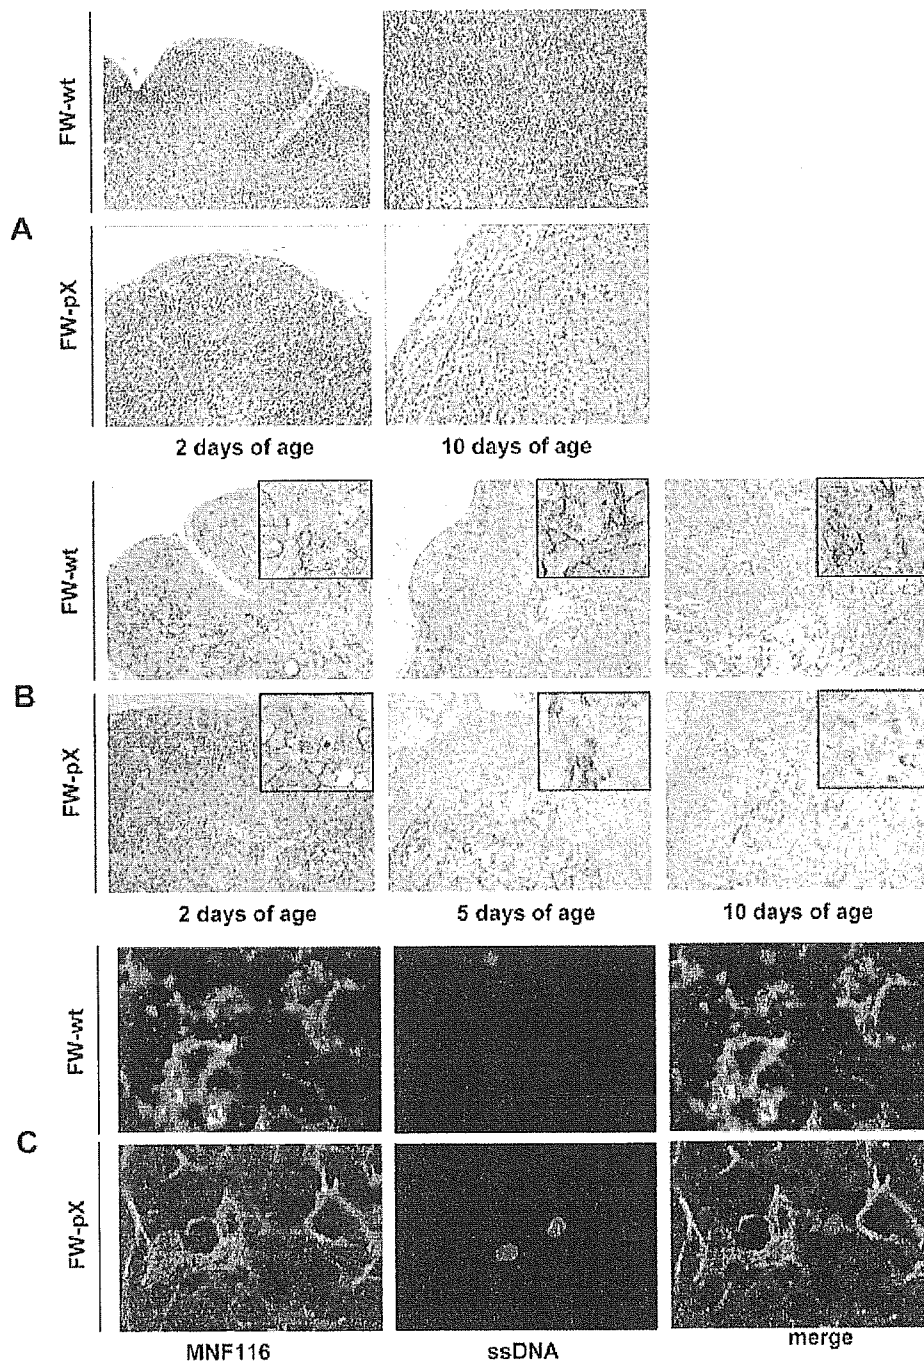 FW-wt
A
FW-pX
2 days of age 10 days of age
FW-wt
B
FW-pX
2 days of age 5 days of age 10 days of age
FW-wt
C
FW-pX
MNF116 ssDNA merge